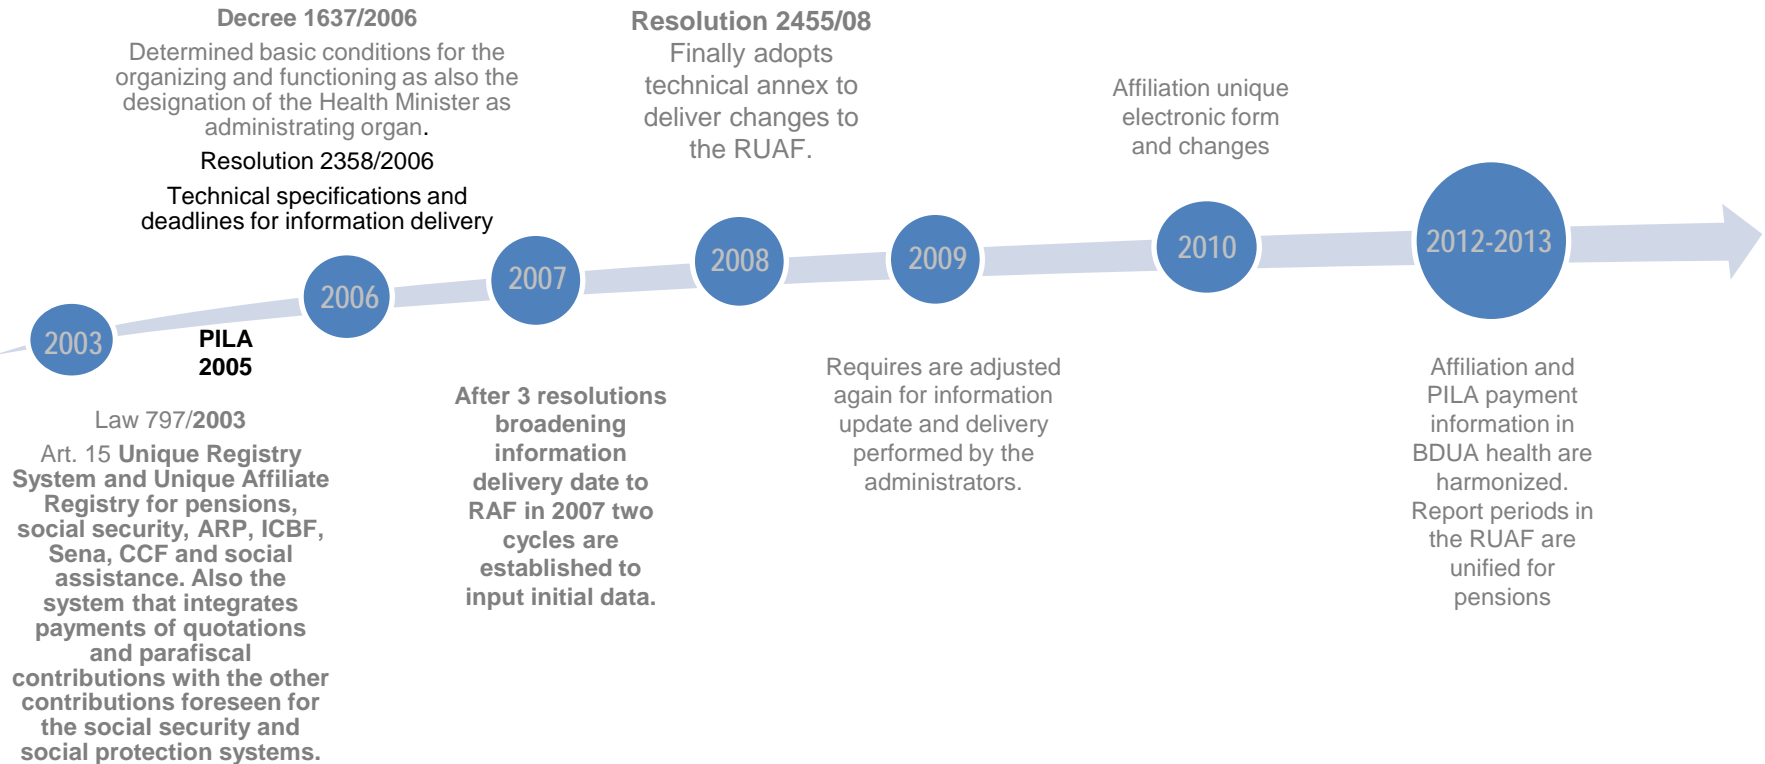 Decree 1637/2006
Determined basic conditions for the
organizing and functioning as also the
designation of the Health Minister as
administrating organ.
Resolution 2358/2006
Technical specifications and
deadlines for information delivery
Resolution 2455/08
Finally adopts
technical annex to
deliver changes to
the RUAF.
Affiliation unique
electronic form
and changes
2003
PILA
2005
2006
2007
2008
2009
2010
2012-2013
Law 797/2003
Art. 15 Unique Registry
System and Unique Affiliate
Registry for pensions,
social security, ARP, ICBF,
Sena, CCF and social
assistance. Also the
system that integrates
payments of quotations
and parafiscal
contributions with the other
contributions foreseen for
the social security and
social protection systems.
After 3 resolutions
broadening
information
delivery date to
RAF in 2007 two
cycles are
established to
input initial data.
Requires are adjusted
again for information
update and delivery
performed by the
administrators.
Affiliation and
PILA payment
information in
BDUA health are
harmonized.
Report periods in
the RUAF are
unified for
pensions